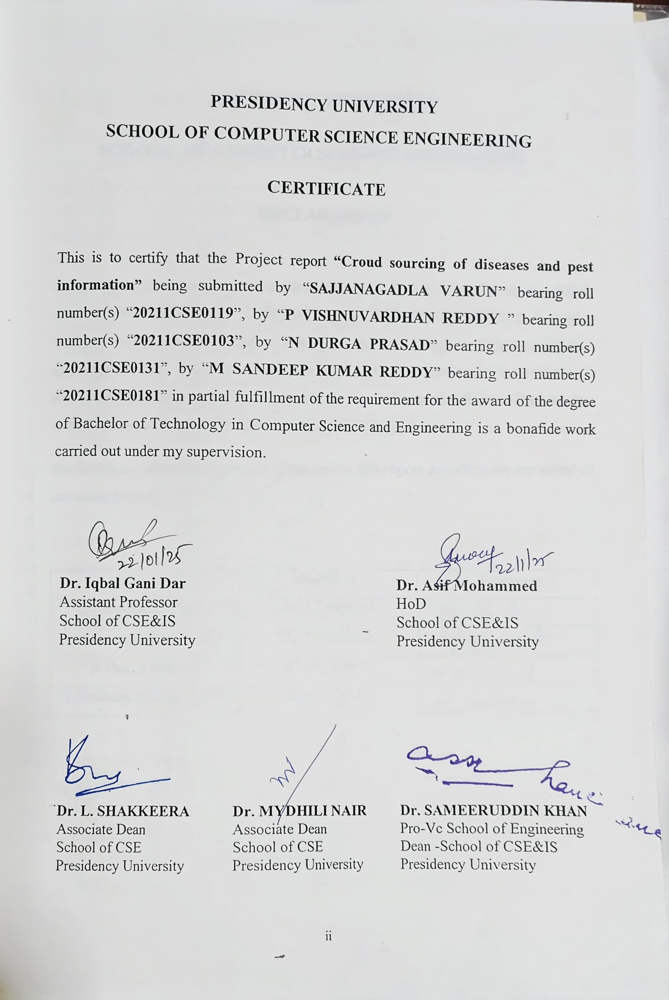 PRESIDENCY UNIVERSITY
SCHOOL OF COMPUTER SCIENCE ENGINEERING
CERTIFICATE
This is to certify that the Project report “Croud sourcing of diseases and pest
information” being submitted by “SAJJANAGADLA VARUN” bearing roll
number(s) “20211CSE0119”, by “P VISHNUVARDHAN REDDY ” bearing roll
number(s) “20211CSE0103”, by “N DURGA PRASAD” bearing roll number(s)
“20211CSE0131”, by “M SANDEEP KUMAR REDDY” bearing roll number(s)
“20211CSE0181” in partial fulfillment of the requirement for the award of the degree
of Bachelor of Technology in Computer Science and Engineering is a bonafide work
carried out under my supervision.
22/01/25
22/1/25
Dr. Iqbal Gani Dar
Assistant Professor
School of CSE&IS
Presidency University
Dr. Asif Mohammed
HoD
School of CSE&IS
Presidency University
Dr. L. SHAKKEERA
Associate Dean
School of CSE
Presidency University
Dr. MYDHILI NAIR
Associate Dean
School of CSE
Presidency University
Dr. SAMEERUDDIN KHAN
Pro-Vc School of Engineering
Dean -School of CSE&IS
Presidency University
ii